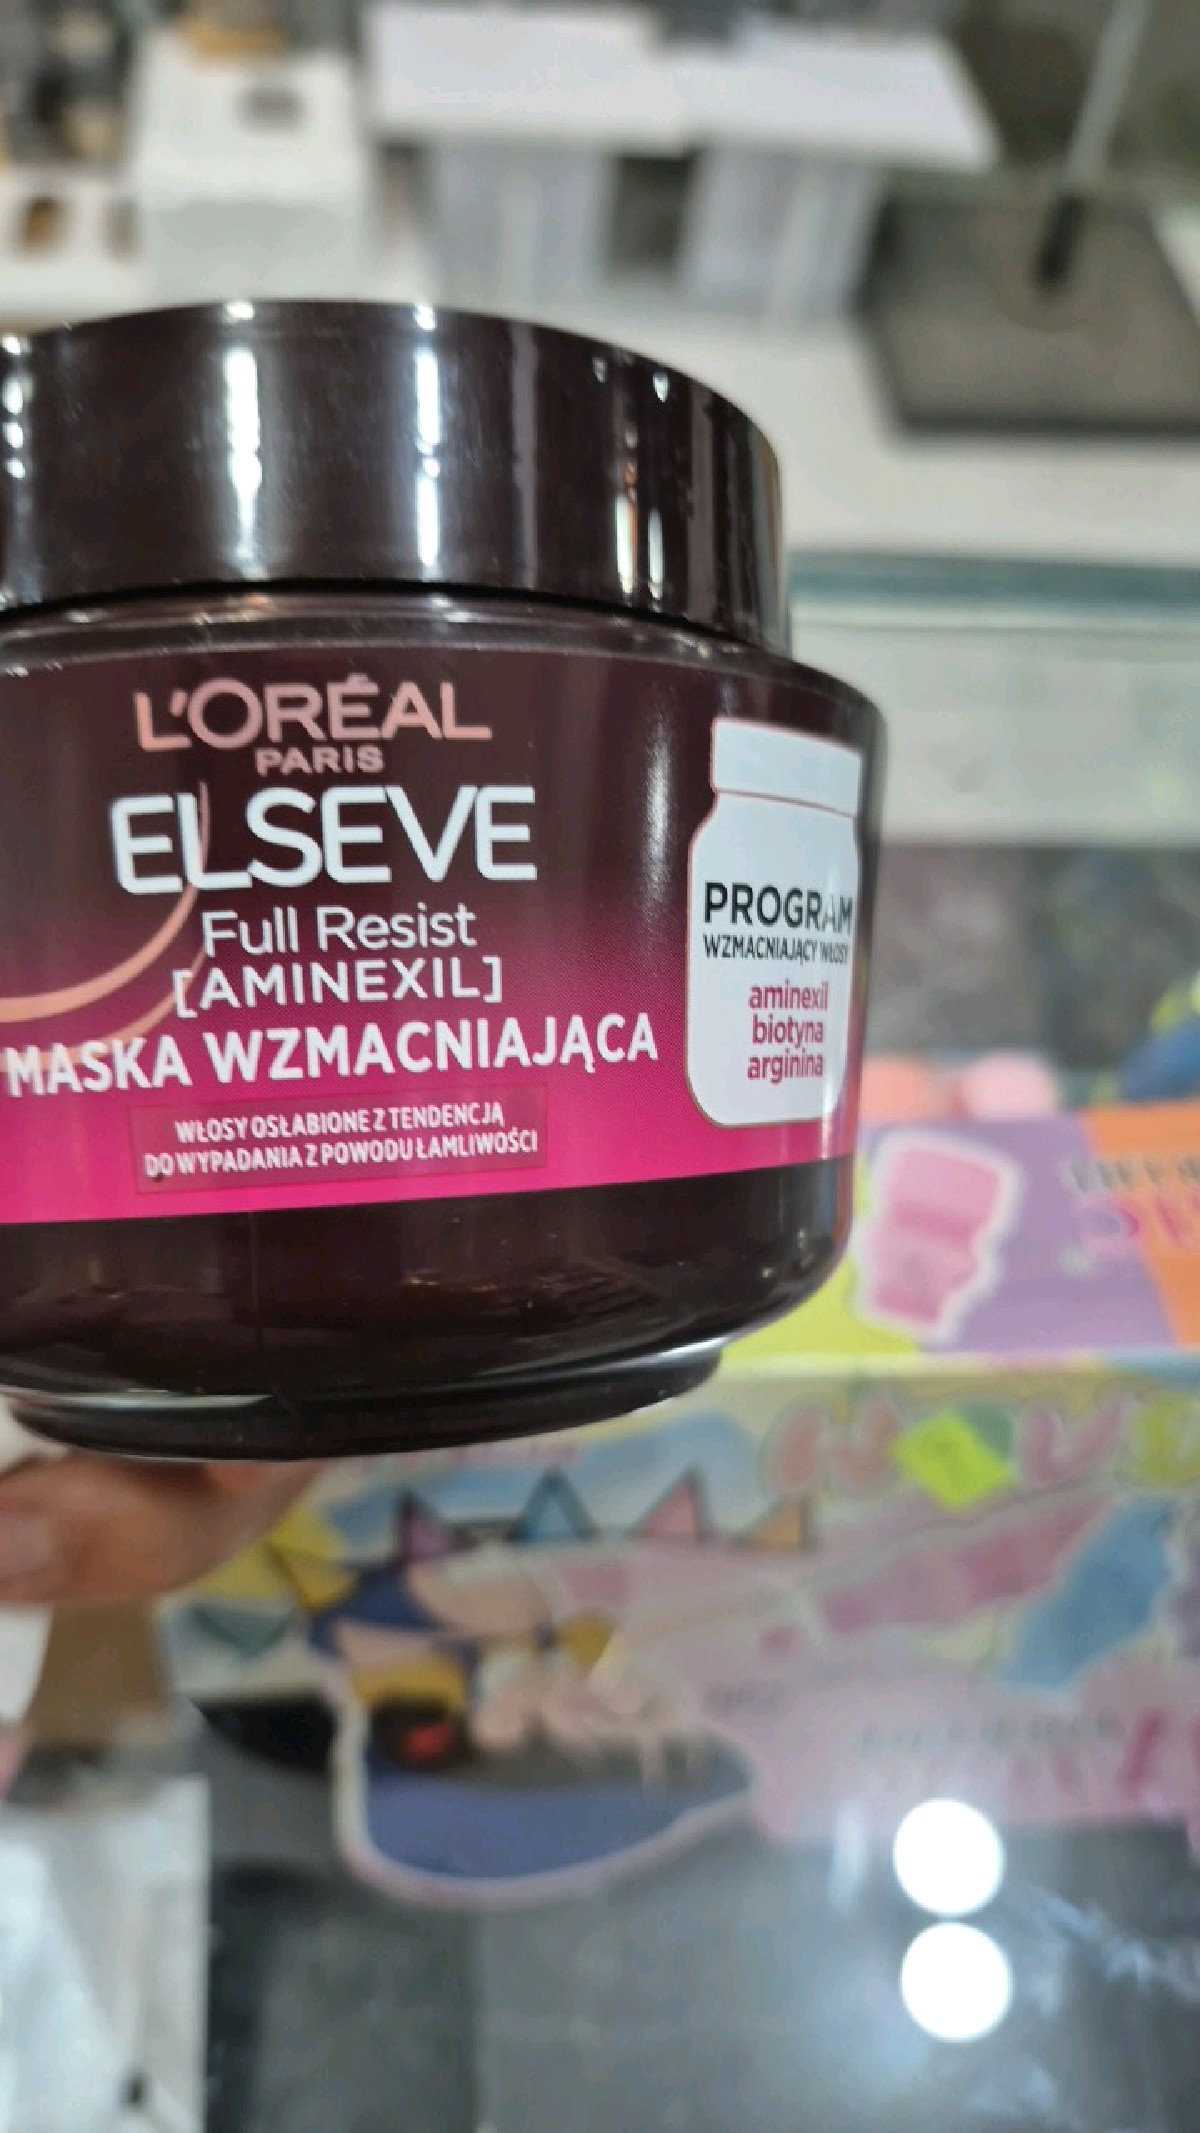 L'ORÉAL
PARIS
ELSEVE
Full Resist
[AMINEXIL]
MASKA WZMACNIAJĄCA
WŁOSY OSŁABIONE Z TENDENCJĄ
DO WYPADANIA Z POWODU ŁAMLIWOŚCI
PROGRAM
WZMACNIAJĄCY WŁOSY
aminexil
biotyna
arginina